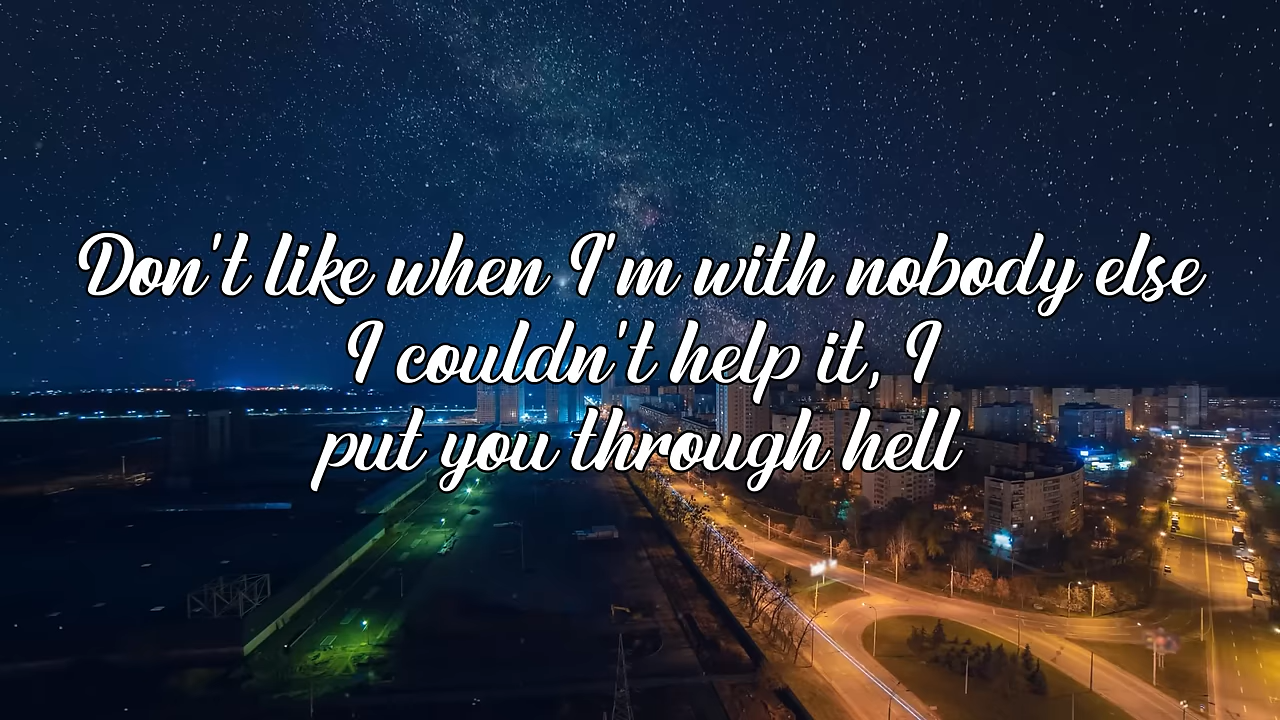 Don't like when I'm with nobody else
I couldn't help it, I
put you through hell